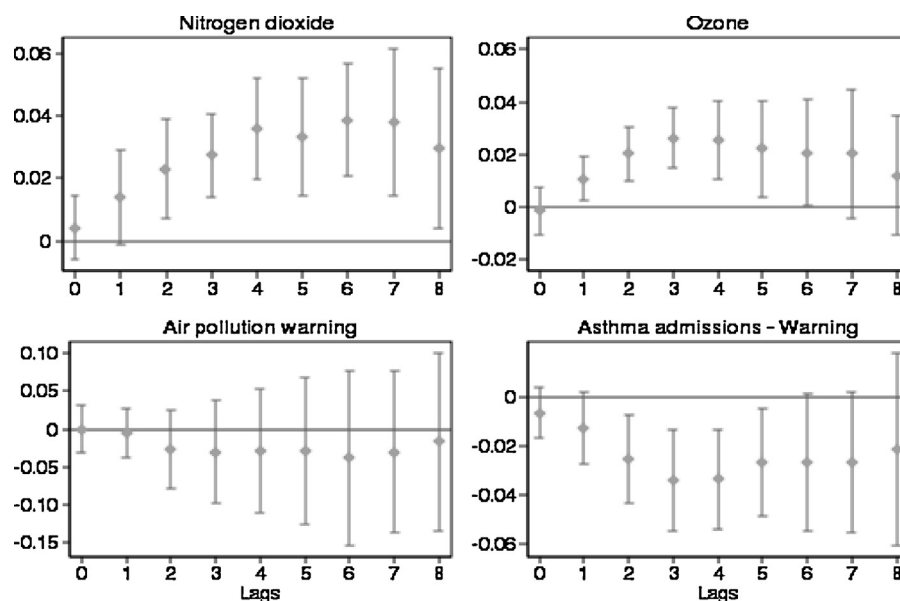 Nitrogen dioxide
0.06
0.04
0.02
0
0 1 2 3 4 5 6 7 8
Ozone
0.06
0.04
0.02
0
-0.02
0 1 2 3 4 5 6 7 8
Air pollution warning
0.10
0.05
0
-0.05
-0.10
-0.15
0 1 2 3 4 5 6 7 8
Lags
Asthma admissions - Warning
0
-0.02
-0.04
-0.06
0 1 2 3 4 5 6 7 8
Lags